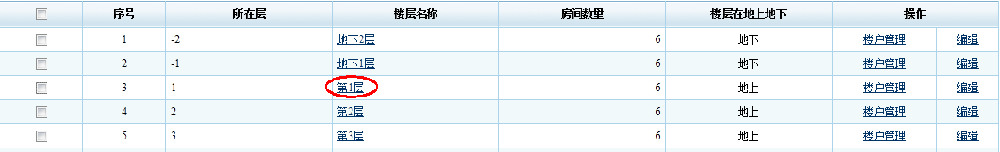 序号 所在层 楼层名称 房间数量 楼层在地上地下 操作
1 -2 地下2层 6 地下 楼户管理 编辑
2 -1 地下1层 6 地下 楼户管理 编辑
3 1 第1层 6 地上 楼户管理 编辑
4 2 第2层 6 地上 楼户管理 编辑
5 3 第3层 6 地上 楼户管理 编辑